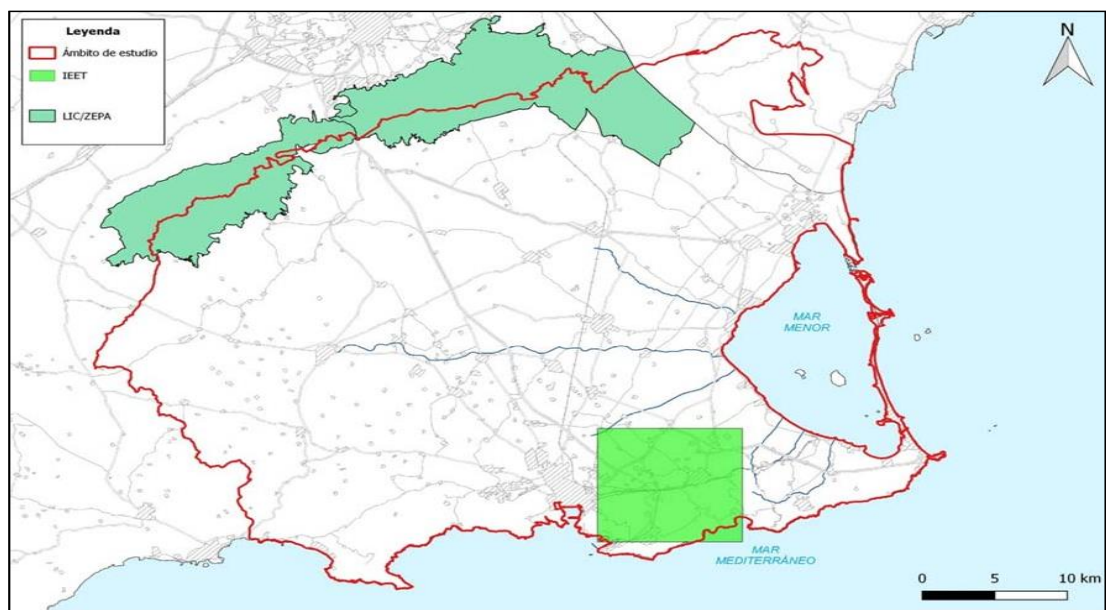 Leyenda
Ámbito de estudio
IEET
LIC/ZEPA
N
MAR
MENOR
MAR
MEDITERRÁNEO
0 5 10 km